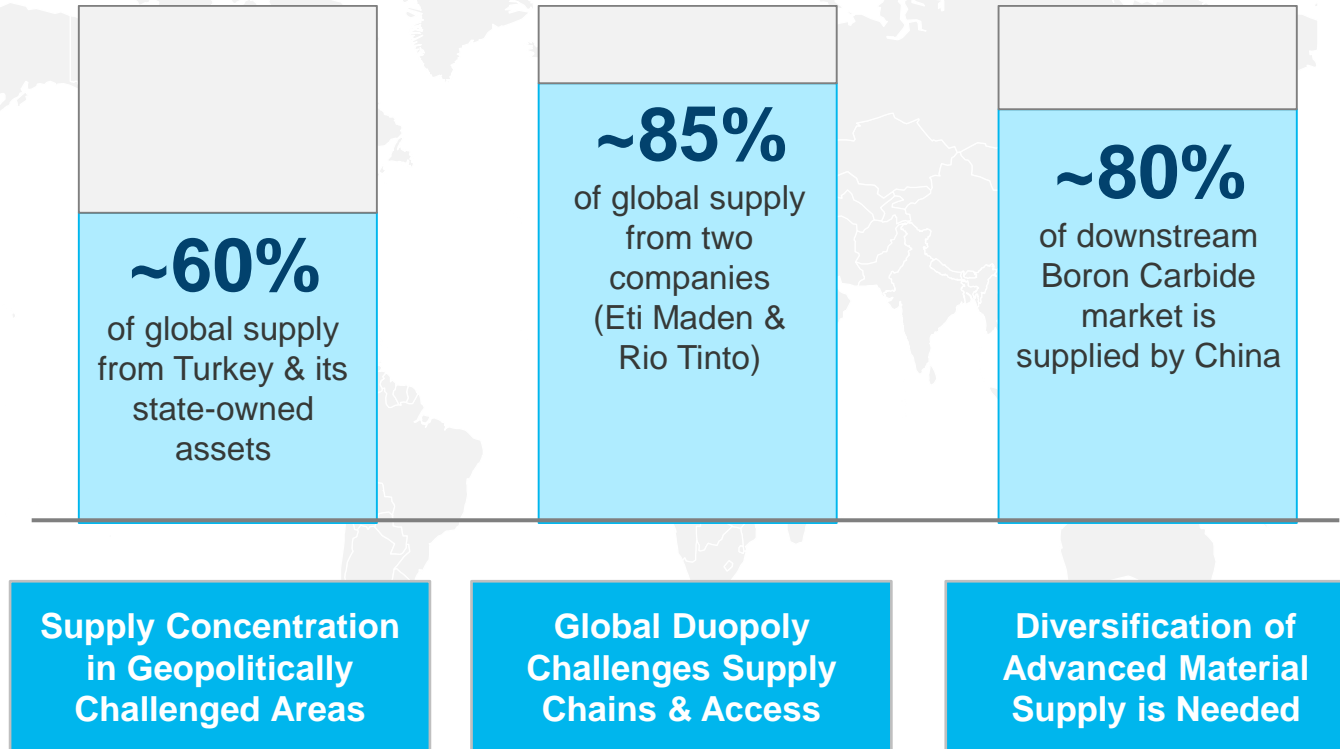 ~60%
of global supply
from Turkey & its
state-owned
assets
~85%
of global supply
from two
companies
(Eti Maden &
Rio Tinto)
~80%
of downstream
Boron Carbide
market is
supplied by China
Supply Concentration
in Geopolitically
Challenged Areas
Global Duopoly
Challenges Supply
Chains & Access
Diversification of
Advanced Material
Supply is Needed